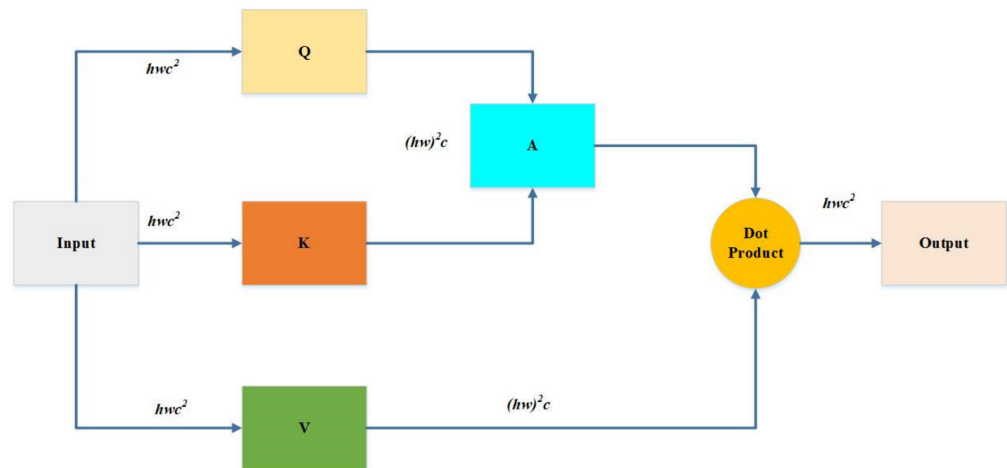 Q
hwc²
(hw)²c
A
Input
hwc²
K
Dot
Product
hwc²
Output
hwc²
V
(hw)²c